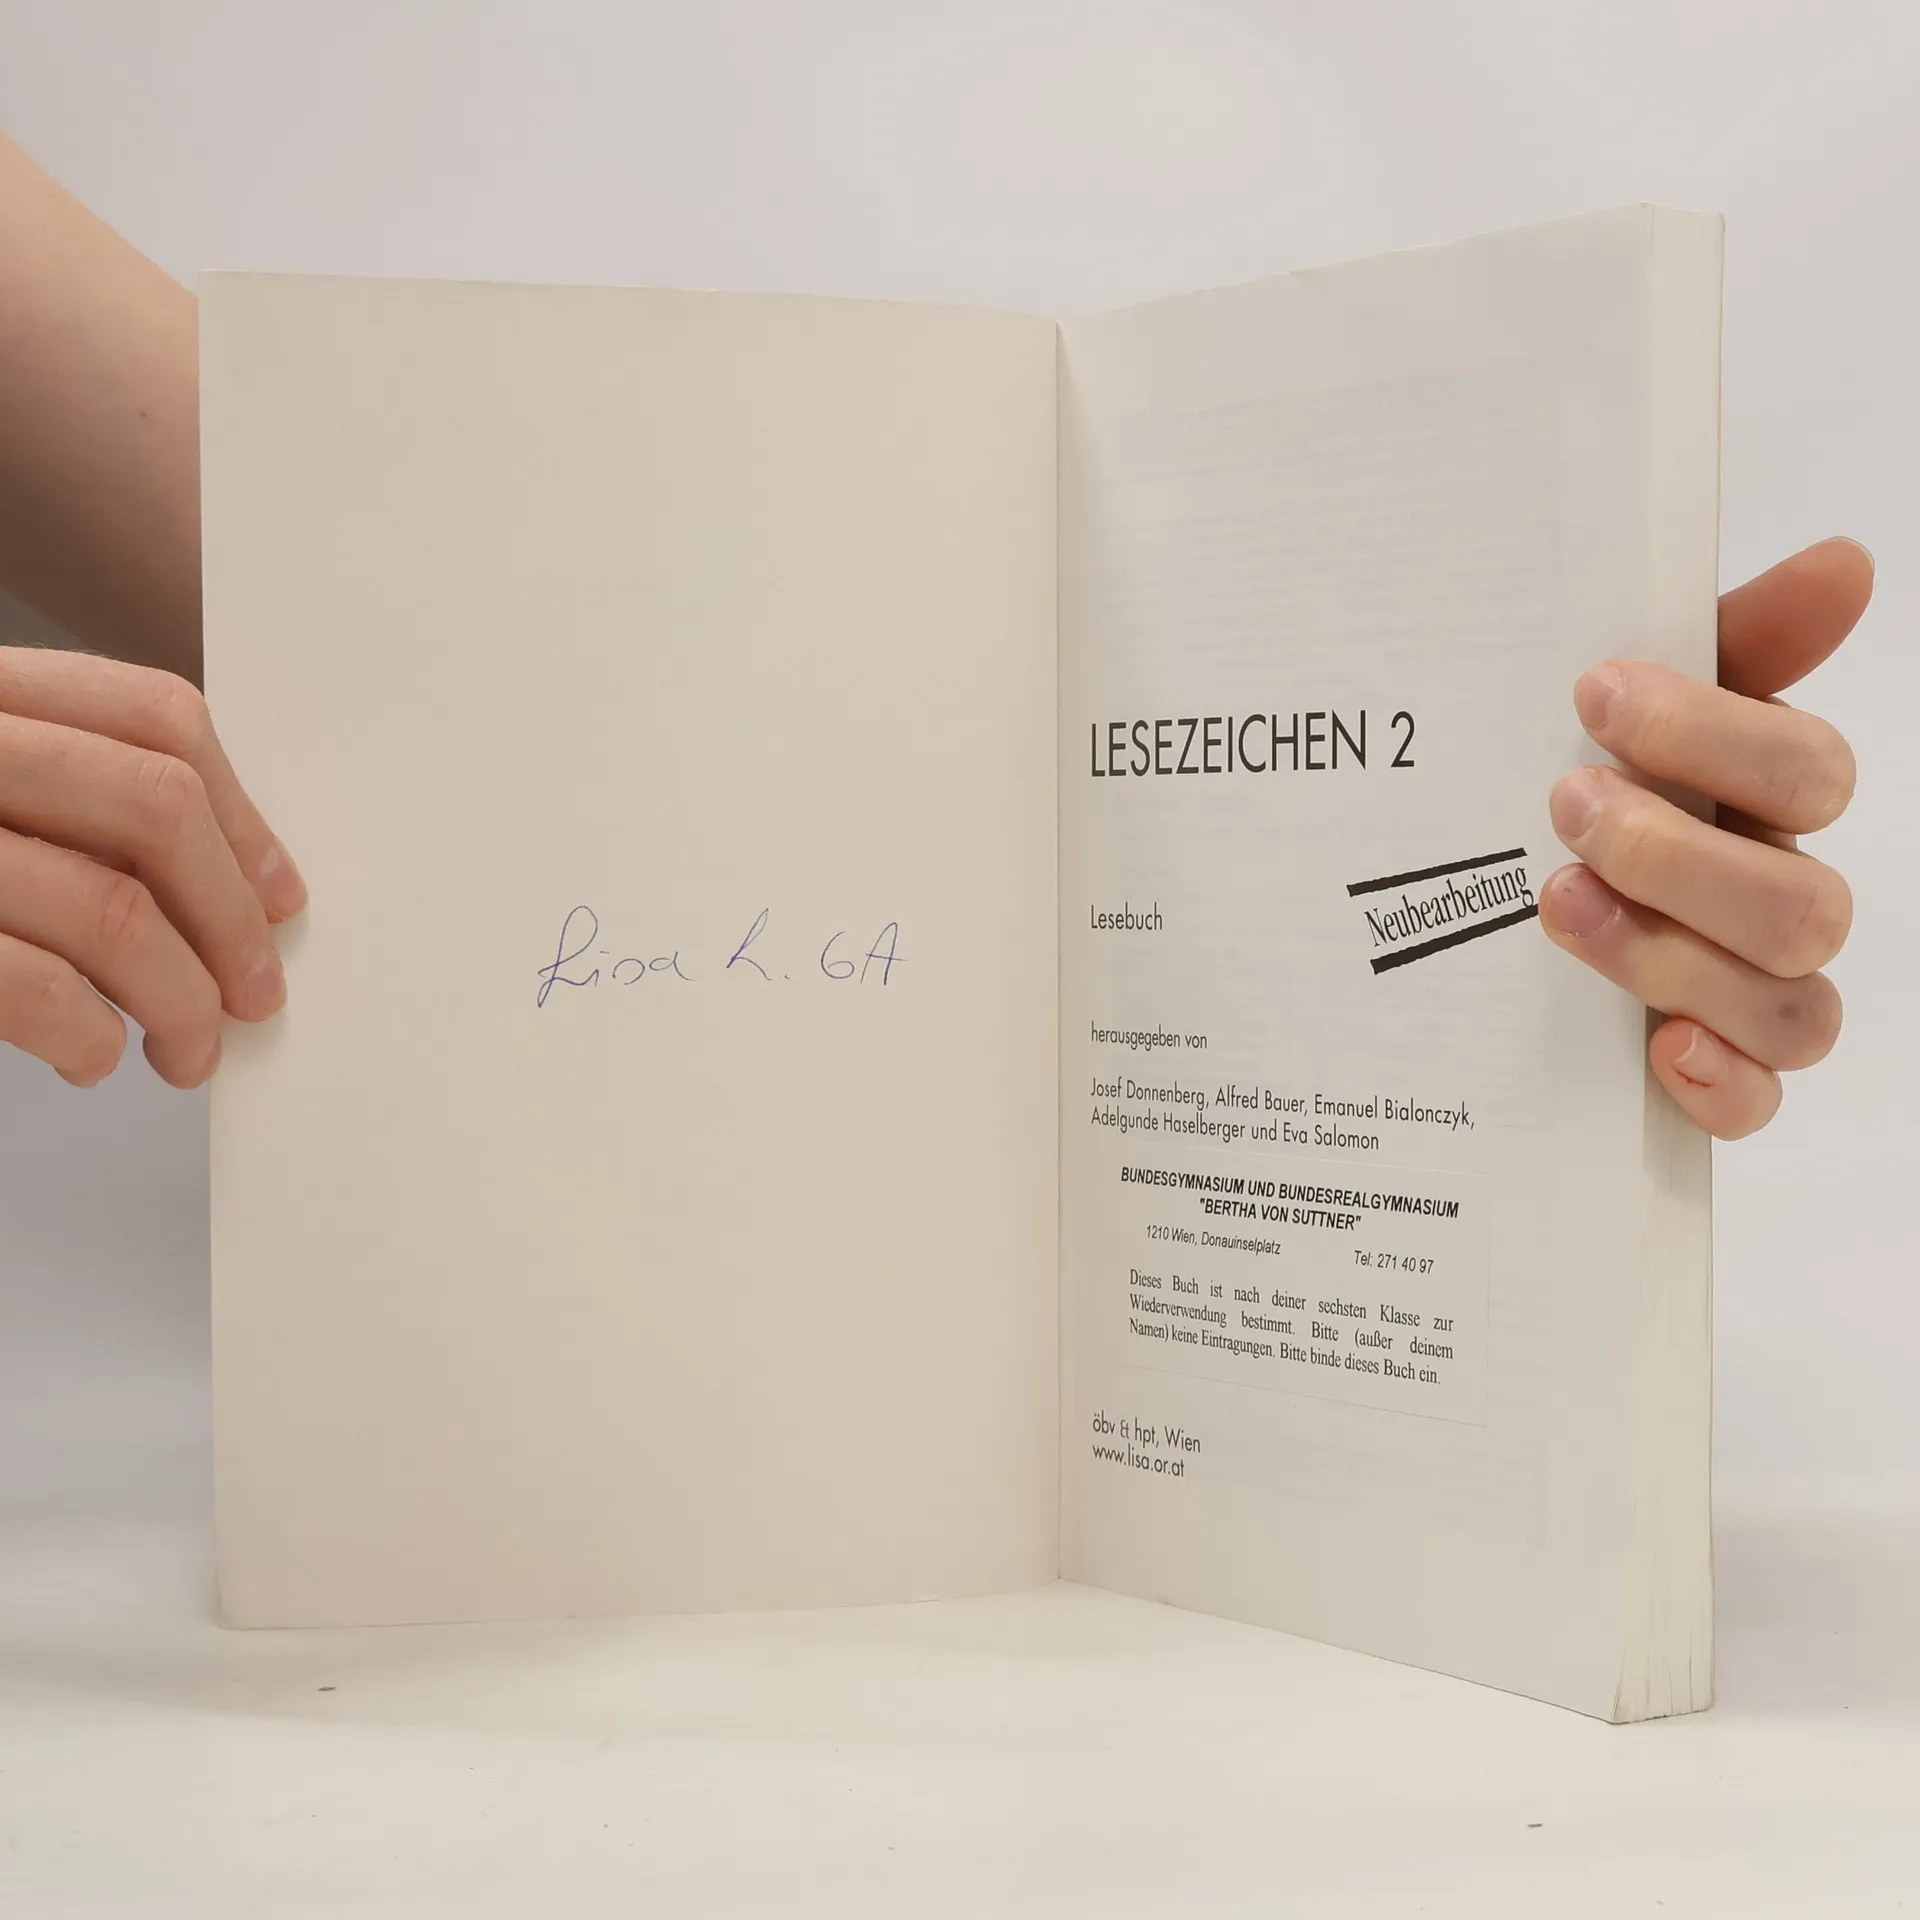 Lisa L. 6A
LESEZEICHEN 2
Neubearbeitung
Lesebuch
herausgegeben von
Josef Donnenberg, Alfred Bauer, Emanuel Bialonczyk,
Adelgunde Haselberger und Eva Salomon
BUNDESGYMNASIUM UND BUNDESREALGYMNASIUM
"BERTHA VON SUTTNER"
1210 Wien, Donauinselplatz Tel: 271 40 97
Dieses Buch ist nach deiner sechsten Klasse zur
Wiederverwendung bestimmt. Bitte (außer deinem
Namen) keine Eintragungen. Bitte binde dieses Buch ein.
öbv & hpt, Wien
www.lisa.or.at